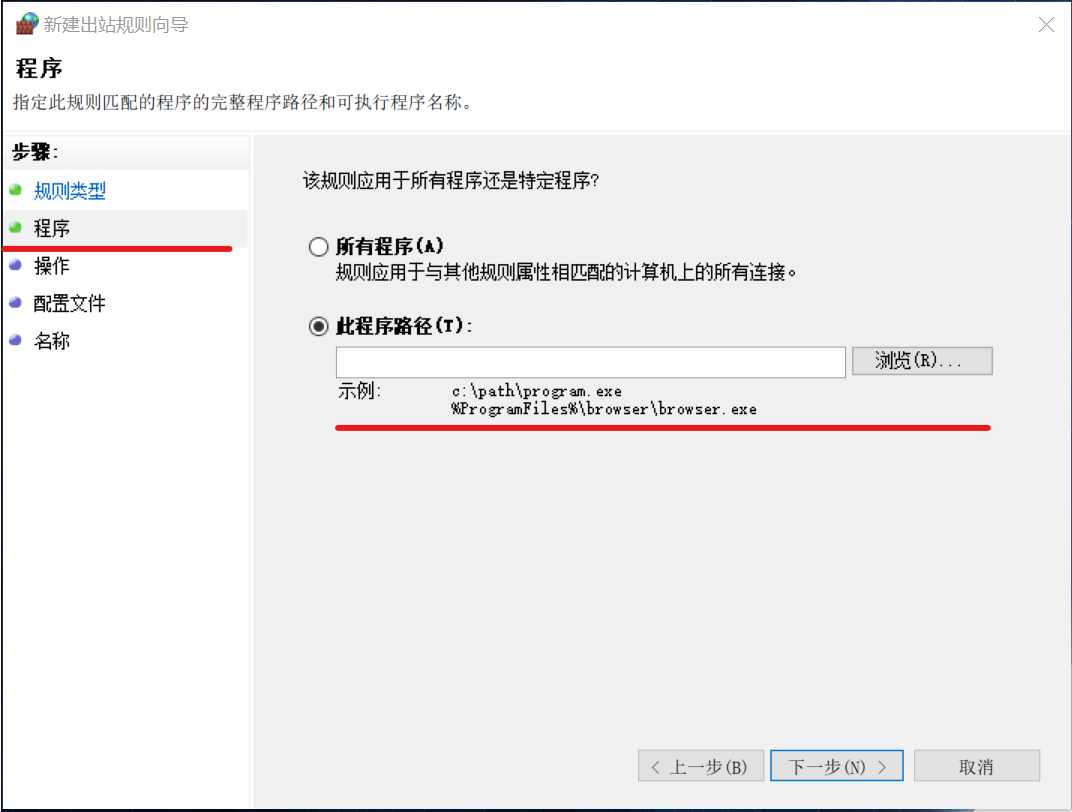 新建出站规则向导
程序
指定此规则匹配的程序的完整程序路径和可执行程序名称。
步骤:
规则类型
程序
操作
配置文件
名称
该规则应用于所有程序还是特定程序?
所有程序(A)
规则应用于与其他规则属性相匹配的计算机上的所有连接。
此程序路径(T):
浏览(R)...
示例: c:\path\program.exe
%ProgramFiles%\browser\browser.exe
< 上一步(B) 下一步(N) > 取消